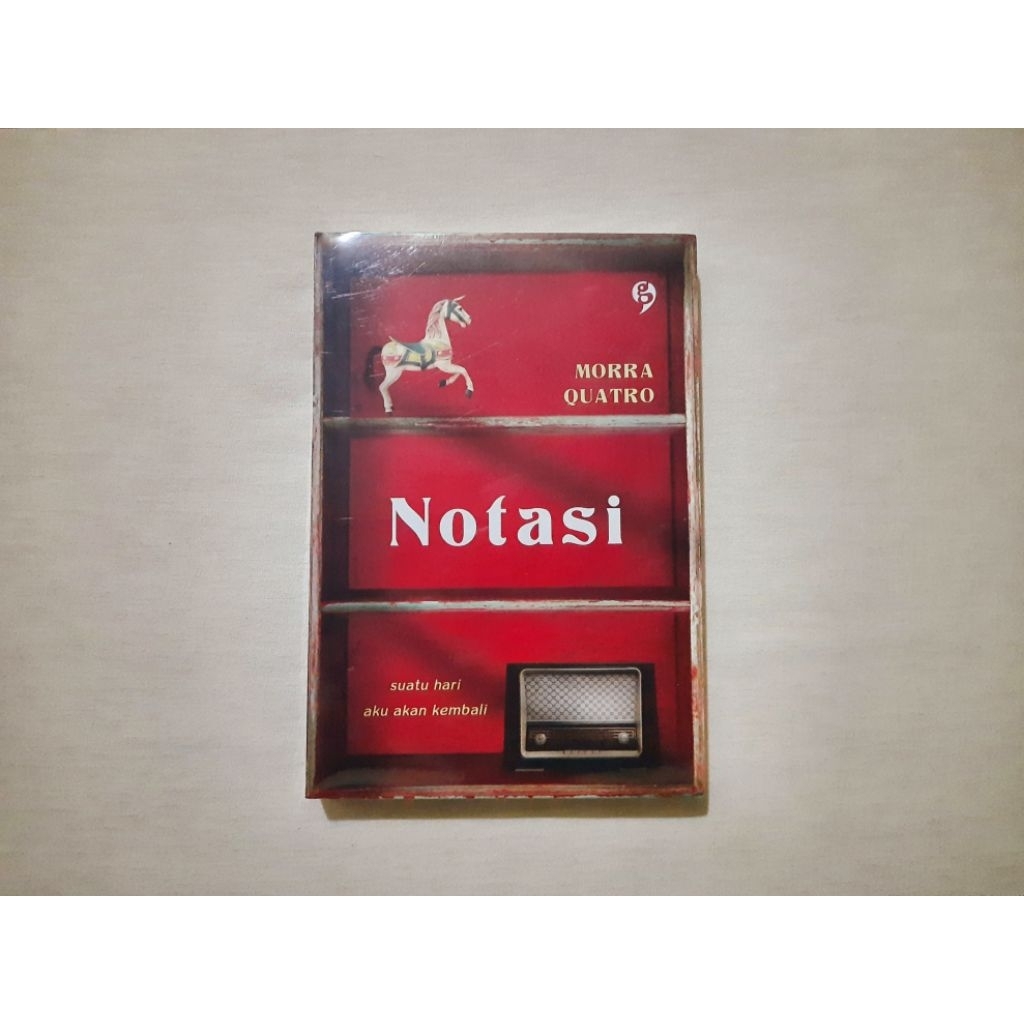 g
MORRA
QUATRO
Notasi
suatu hari
aku akan kembali